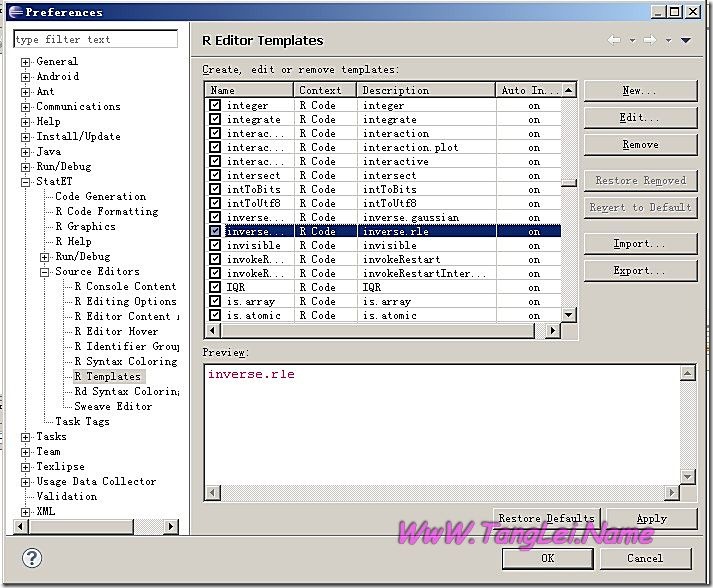 Preferences
type filter text
General
Android
Ant
Communications
Help
Install/Update
Java
Run/Debug
StatET
Code Generation
R Code Formatting
R Graphics
R Help
Run/Debug
Source Editors
R Console Content
R Editing Options
R Editor Content
R Editor Hover
R Identifier Group
R Syntax Coloring
R Templates
Rd Syntax Coloring
Sweave Editor
Task Tags
Tasks
Team
Texlipse
Usage Data Collector
Validation
XML
R Editor Templates
Create, edit or remove templates:
Name Context Description Auto In...
integer R Code integer on
integrate R Code integrate on
interac... R Code interaction on
interac... R Code interaction.plot on
interac... R Code interactive on
intersect R Code intersect on
intToBits R Code intToBits on
intToUtf8 R Code intToUtf8 on
inverse... R Code inverse.gaussian on
inverse... R Code inverse.rle on
invisible R Code invisible on
invokeR... R Code invokeRestart on
invokeR... R Code invokeRestartInter... on
IQR R Code IQR on
is.array R Code is.array on
is.atomic R Code is.atomic on
New...
Edit...
Remove
Restore Removed
Revert to Default
Import...
Export...
Preview:
inverse.rle
Restore Defaults Apply
WwW.TangLei.Name
OK Cancel